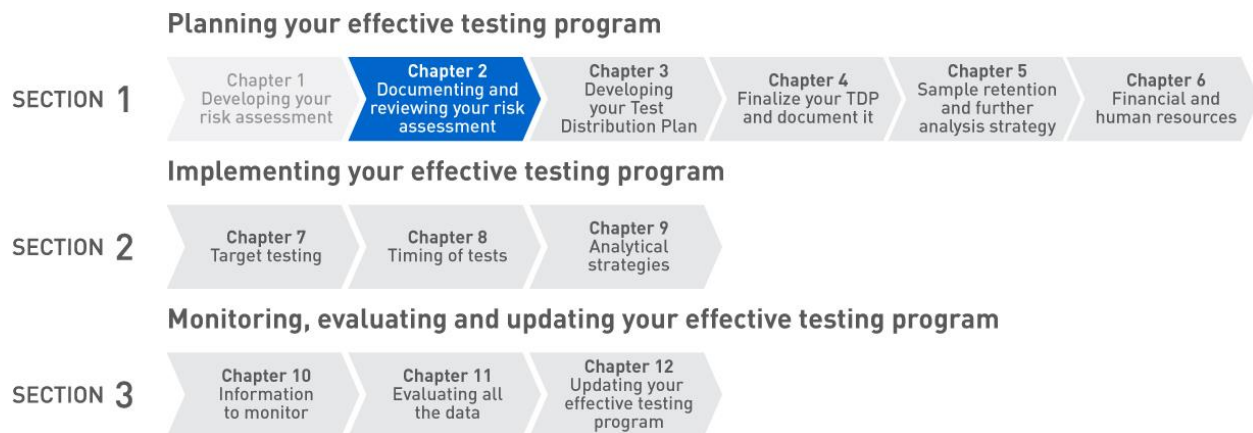 Planning your effective testing program
SECTION 1
Chapter 1
Developing your
risk assessment
Chapter 2
Documenting and
reviewing your risk
assessment
Chapter 3
Developing
your Test
Distribution Plan
Chapter 4
Finalize your TDP
and document it
Chapter 5
Sample retention
and further
analysis strategy
Chapter 6
Financial and
human resources
Implementing your effective testing program
SECTION 2
Chapter 7
Target testing
Chapter 8
Timing of tests
Chapter 9
Analytical
strategies
Monitoring, evaluating and updating your effective testing program
SECTION 3
Chapter 10
Information
to monitor
Chapter 11
Evaluating all
the data
Chapter 12
Updating your
effective testing
program